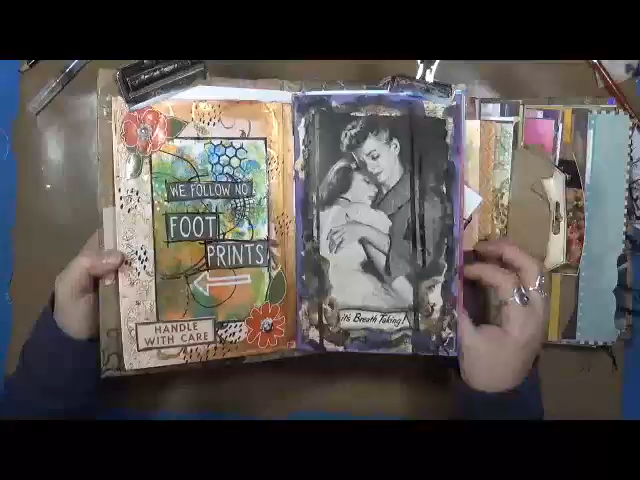 WE FOLLOW NO
FOOT
PRINTS
HANDLE
WITH CARE
it's Breath Taking!